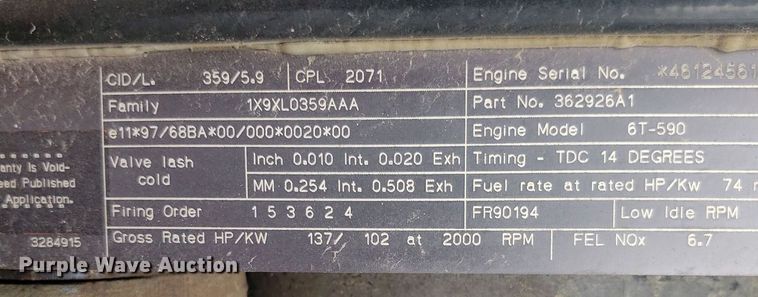 CID/L. 359/5.9 CPL 2071 Engine Serial No.
Family 1X9XL0359AAA Part No. 362926A1
e11*97/68BA*00/000*0020*00 Engine Model 6T-590
Valve lash cold Inch 0.010 Int. 0.020 Exh Timing - TDC 14 DEGREES
MM 0.254 Int. 0.508 Exh Fuel rate at rated HP/Kw 74
Firing Order 1 5 3 6 2 4 FR90194 Low Idle RPM
Gross Rated HP/KW 137/ 102 at 2000 RPM FEL NOx 6.7
anty Is Void-
eed Published
Application.
3284915
Purple Wave Auction